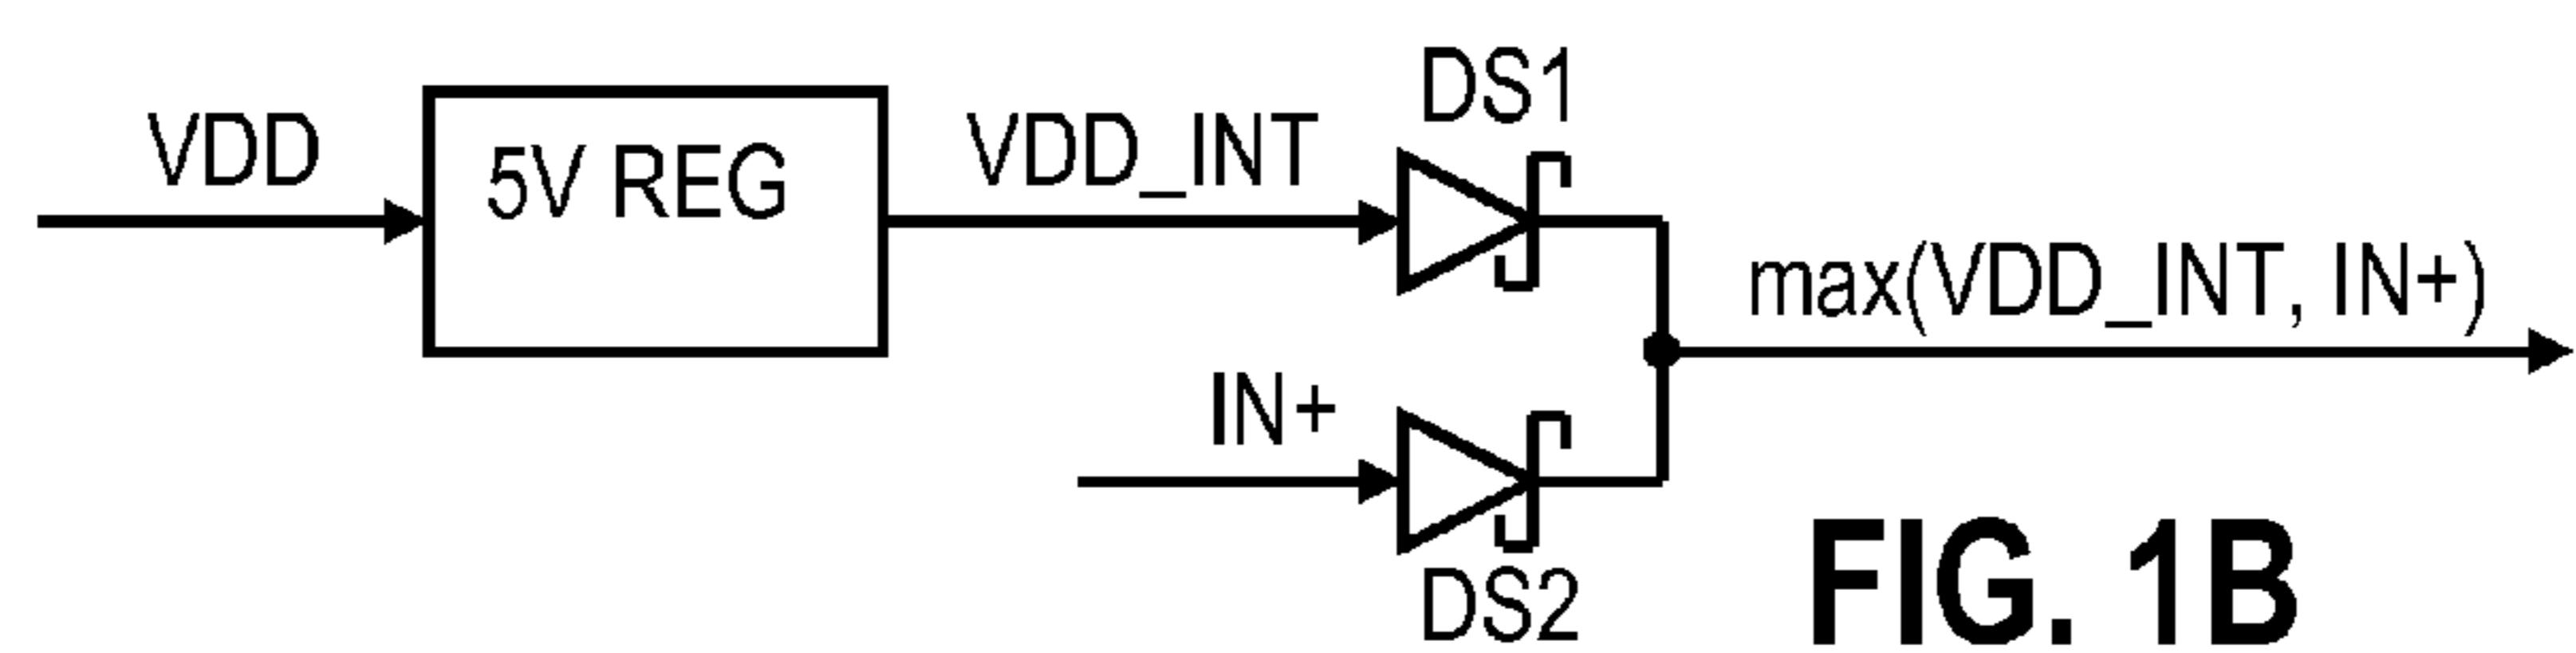 DS1
VDD
5V REG
VDD_INT
max(VDD_INT, IN+)
IN+
DS2
FIG. 1B